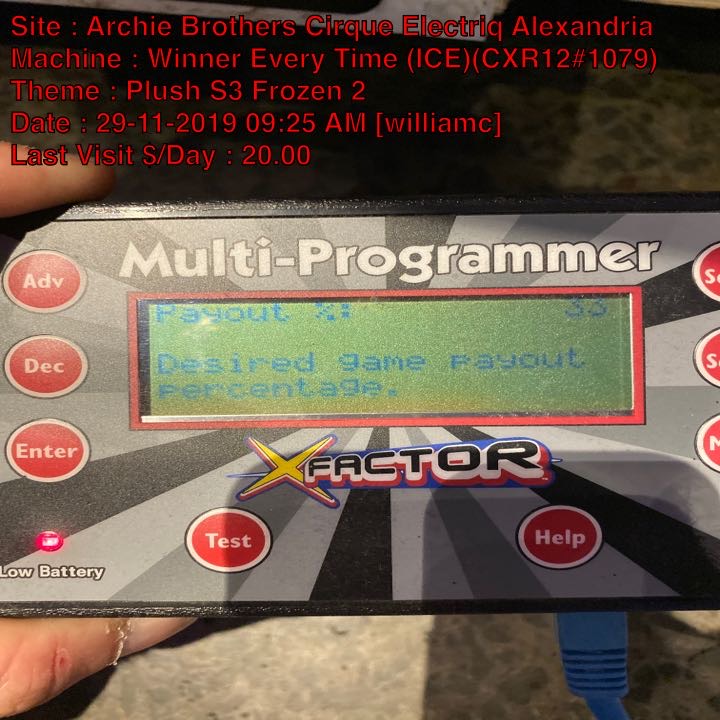 Site : Archie Brothers Cirque Electriq Alexandria
Machine : Winner Every Time (ICE)(CXR12#1079)
Theme : Plush S3 Frozen 2
Date : 29-11-2019 09:25 AM [williamc]
Last Visit $/Day : 20.00
Multi-Programmer
Adv
Payout %: 33
Dec
Desired game payout
percentage.
Enter
XFACTOR
Test
Help
Low Battery